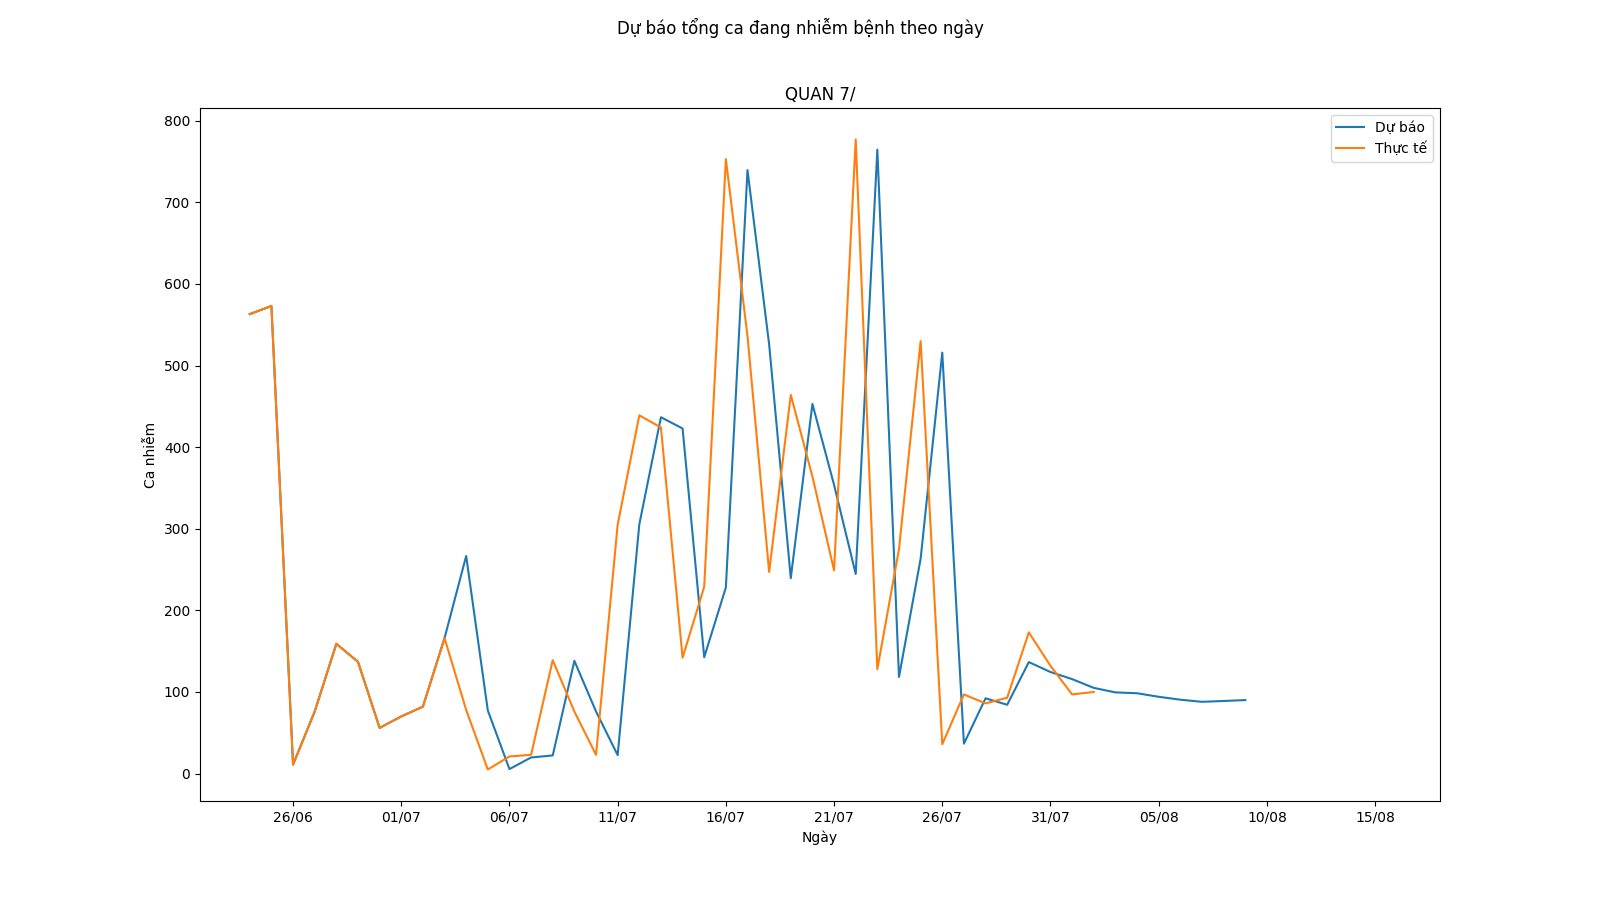 Dự báo tổng ca đang nhiễm bệnh theo ngày
QUAN 7/
Dự báo
Thực tế
Ca nhiễm
800
700
600
500
400
300
200
100
0
26/06 01/07 06/07 11/07 16/07 21/07 26/07 31/07 05/08 10/08 15/08
Ngày